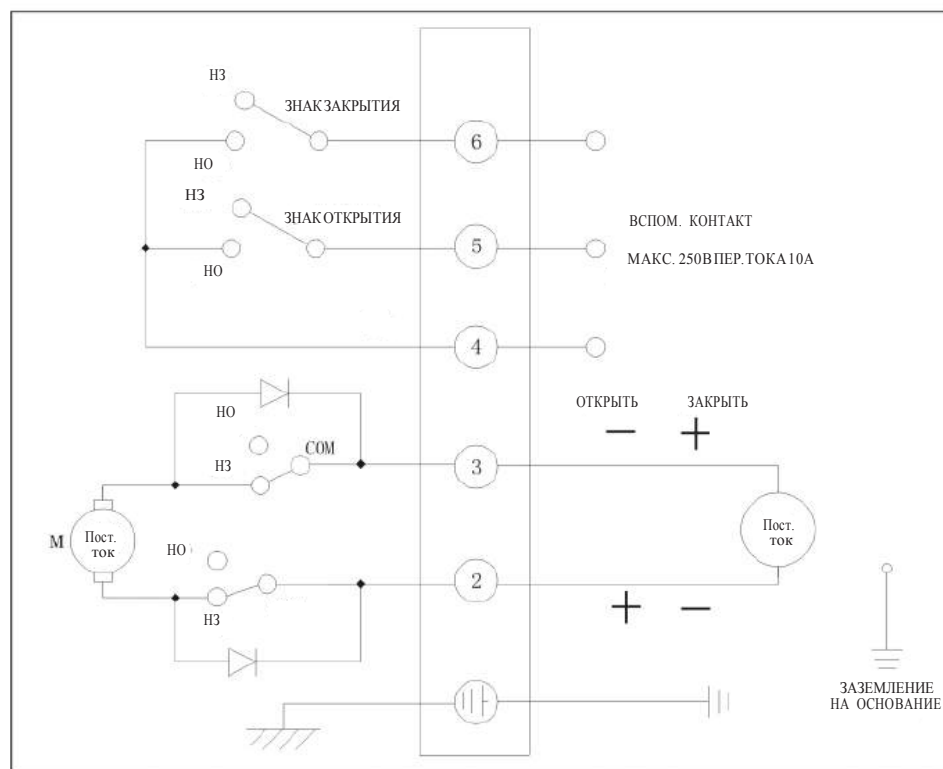 НЗ
ЗНАК ЗАКРЫТИЯ
6
НО
НЗ
ЗНАК ОТКРЫТИЯ
5
ВСПОМ. КОНТАКТ
НО
МАКС. 250В ПЕР. ТОКА 10А
4
ОТКРЫТЬ
ЗАКРЫТЬ
НО
− +
COM
НЗ
3
М
Пост.
ток
Пост.
ток
НО
2
НЗ
+ −
ЗАЗЕМЛЕНИЕ
НА ОСНОВАНИЕ